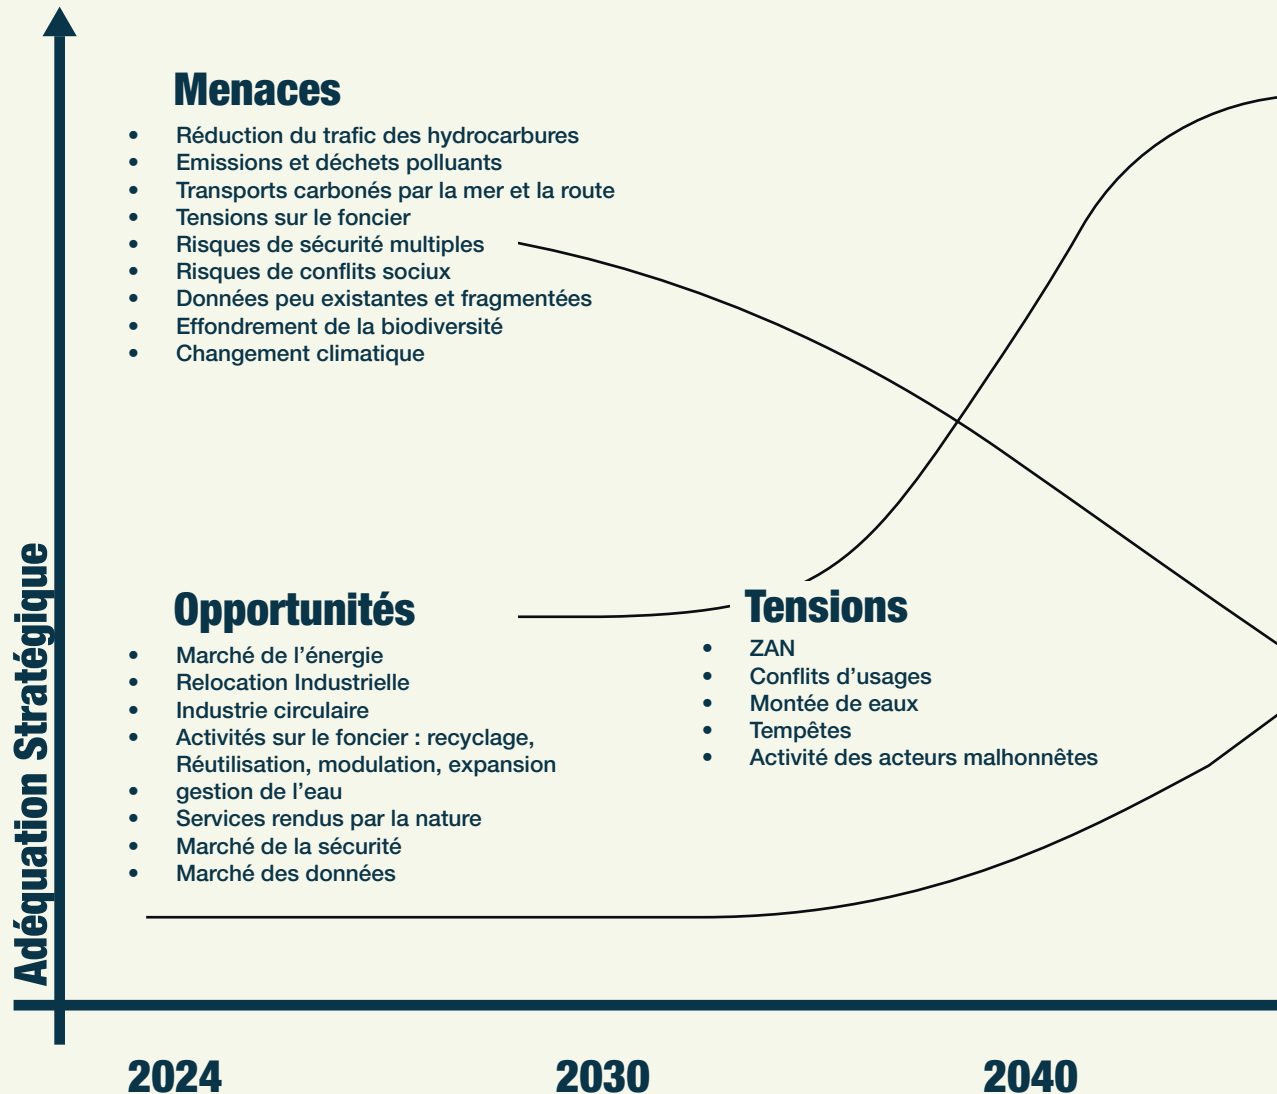 Menaces
• Réduction du trafic des hydrocarbures
• Emissions et déchets polluants
• Transports carbonés par la mer et la route
• Tensions sur le foncier
• Risques de sécurité multiples
• Risques de conflits sociux
• Données peu existantes et fragmentées
• Effondrement de la biodiversité
• Changement climatique
Adéquation Stratégique
Opportunités
• Marché de l’énergie
• Relocation Industrielle
• Industrie circulaire
• Activités sur le foncier : recyclage,
Réutilisation, modulation, expansion
• gestion de l’eau
• Services rendus par la nature
• Marché de la sécurité
• Marché des données
Tensions
• ZAN
• Conflits d’usages
• Montée de eaux
• Tempêtes
• Activité des acteurs malhonnêtes
2024
2030
2040